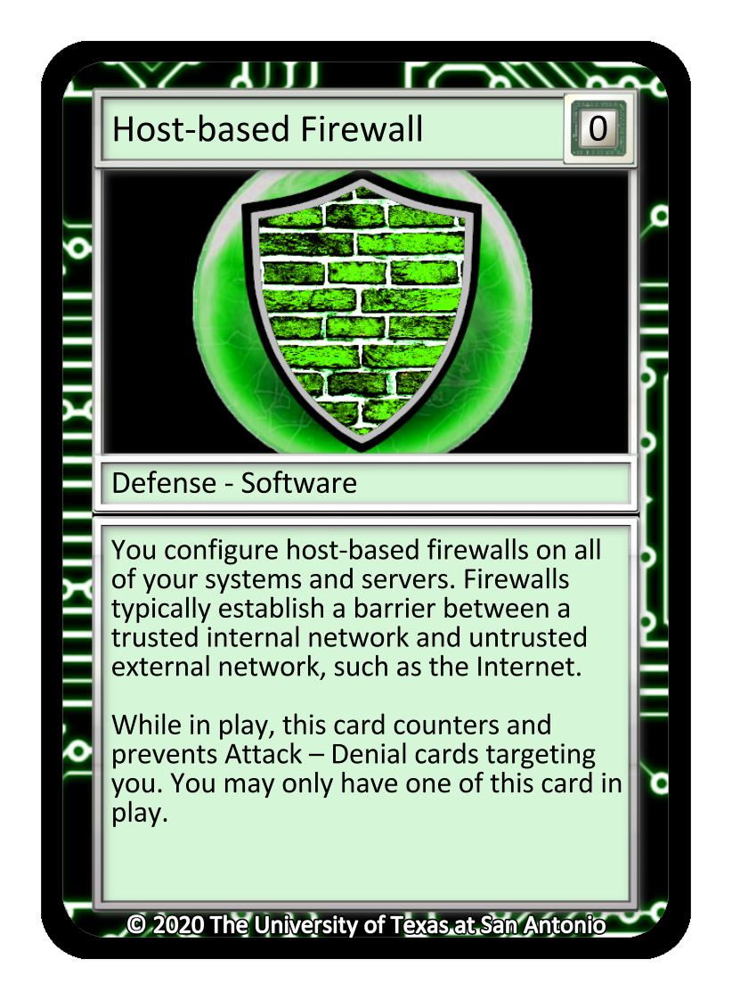 Host-based Firewall
0
Defense - Software
You configure host-based firewalls on all
of your systems and servers. Firewalls
typically establish a barrier between a
trusted internal network and untrusted
external network, such as the Internet.
While in play, this card counters and
prevents Attack – Denial cards targeting
you. You may only have one of this card in
play.
© 2020 The University of Texas at San Antonio